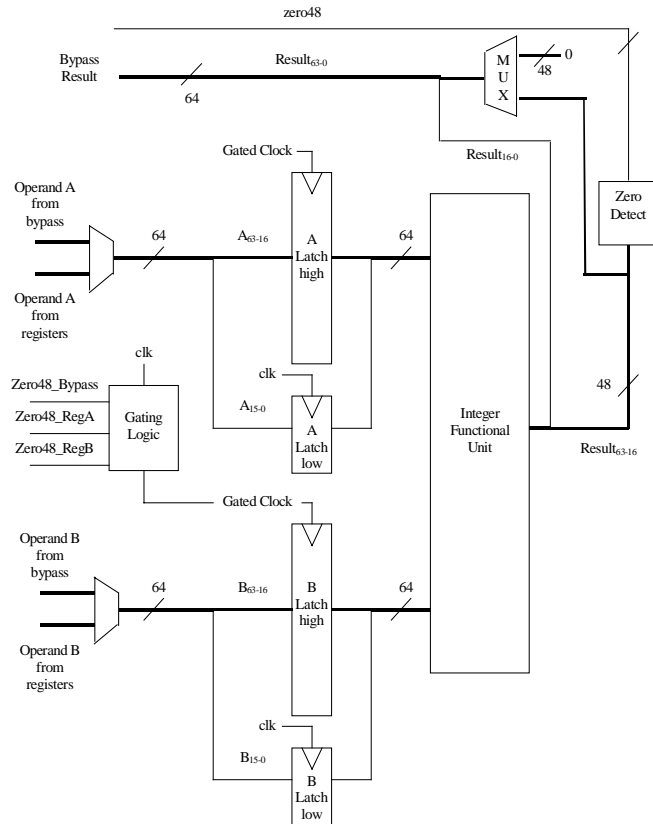 zero48
Bypass
Result
Result63-0
64
M
U
X
0
48
Result16-0
Gated Clock
Zero
Detect
Operand A
from
bypass
64
A63-16
A
Latch
high
64
Operand A
from
registers
clk
clk
Zero48_Bypass
Zero48_RegA
Zero48_RegB
Gating
Logic
A15-0
A
Latch
low
Integer
Functional
Unit
48
Result63-16
Gated Clock
Operand B
from
bypass
64
B63-16
B
Latch
high
64
Operand B
from
registers
clk
B15-0
B
Latch
low